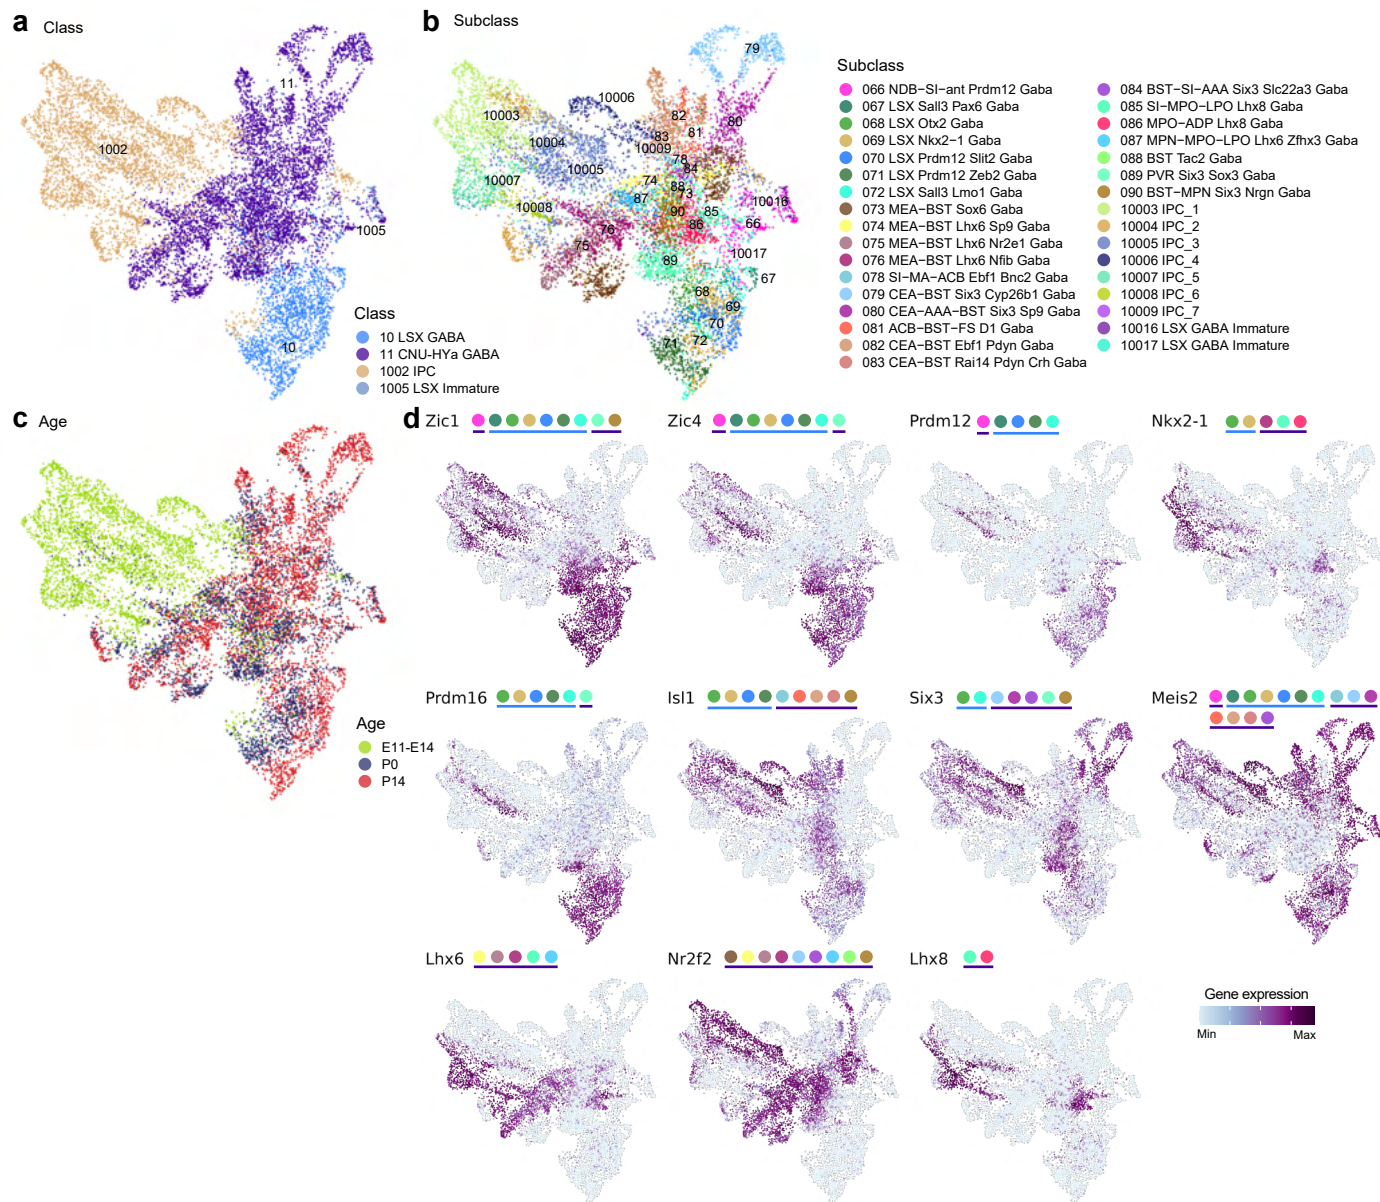 a Class
11
1002
1005
10
Class
10 LSX GABA
11 CNU-HYa GABA
1002 IPC
1005 LSX Immature
b Subclass
79
10006
10003
82
80
83
81
10004
10009
10005
78
84
10007
74
88
73
10016
87
10008
90
85
76
86
66
75
10017
89
67
68
69
70
72
71
Subclass
066 NDB-SI-ant Prdm12 Gaba
067 LSX Sall3 Pax6 Gaba
068 LSX Otx2 Gaba
069 LSX Nkx2-1 Gaba
070 LSX Prdm12 Slit2 Gaba
071 LSX Prdm12 Zeb2 Gaba
072 LSX Sall3 Lmo1 Gaba
073 MEA-BST Sox6 Gaba
074 MEA-BST Lhx6 Sp9 Gaba
075 MEA-BST Lhx6 Nr2e1 Gaba
076 MEA-BST Lhx6 Nfib Gaba
078 SI-MA-ACB Ebf1 Bnc2 Gaba
079 CEA-BST Six3 Cyp26b1 Gaba
080 CEA-AAA-BST Six3 Sp9 Gaba
081 ACB-BST-FS D1 Gaba
082 CEA-BST Ebf1 Pdyn Gaba
083 CEA-BST Rai14 Pdyn Crh Gaba
084 BST-SI-AAA Six3 Slc22a3 Gaba
085 SI-MPO-LPO Lhx8 Gaba
086 MPO-ADP Lhx8 Gaba
087 MPN-MPO-LPO Lhx6 Zfhx3 Gaba
088 BST Tac2 Gaba
089 PVR Six3 Sox3 Gaba
090 BST-MPN Six3 Nrgn Gaba
10003 IPC_1
10004 IPC_2
10005 IPC_3
10006 IPC_4
10007 IPC_5
10008 IPC_6
10009 IPC_7
10016 LSX GABA Immature
10017 LSX GABA Immature
c Age
Age
E11-E14
P0
P14
d Zic1
Zic4
Prdm12
Nkx2-1
Prdm16
Isl1
Six3
Meis2
Lhx6
Nr2f2
Lhx8
Gene expression
Min Max